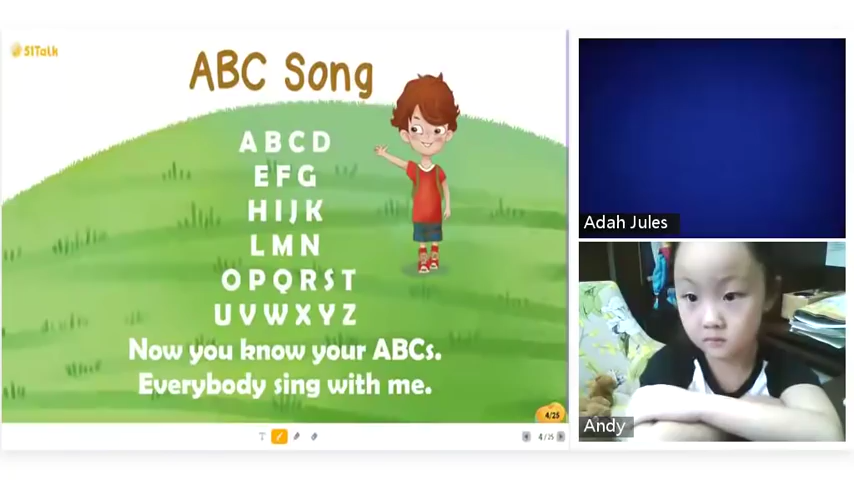 51Talk
ABC Song
A B C D
E F G
H I J K
L M N
O P Q R S T
U V W X Y Z
Now you know your ABCs.
Everybody sing with me.
4/25
T
4 / 25
Adah Jules
Andy